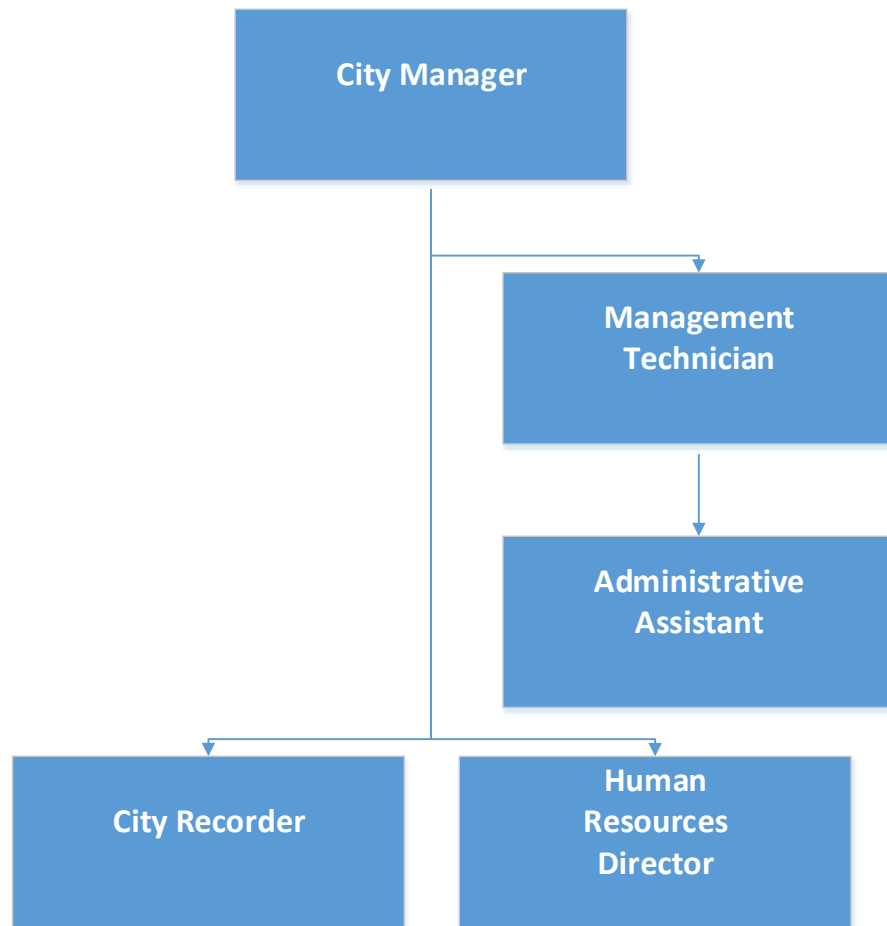 City Manager
Management
Technician
Administrative
Assistant
City Recorder
Human
Resources
Director